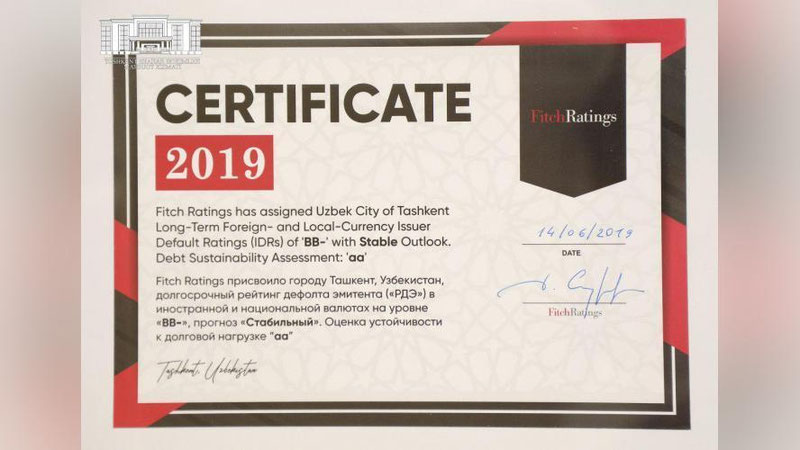 CERTIFICATE
2019
FitchRatings
Fitch Ratings has assigned Uzbek City of Tashkent
Long-Term Foreign- and Local-Currency Issuer
Default Ratings (IDRs) of 'BB-' with Stable Outlook.
Debt Sustainability Assessment: 'aa'
Fitch Ratings присвоило городу Ташкент, Узбекистан,
долгосрочный рейтинг дефолта эмитента («РДЭ») в
иностранной и национальной валютах на уровне
«BB-», прогноз «Стабильный». Оценка устойчивости
к долговой нагрузке "aa"
Tashkent, Uzbekistan
14/06/2019
DATE
FitchRatings